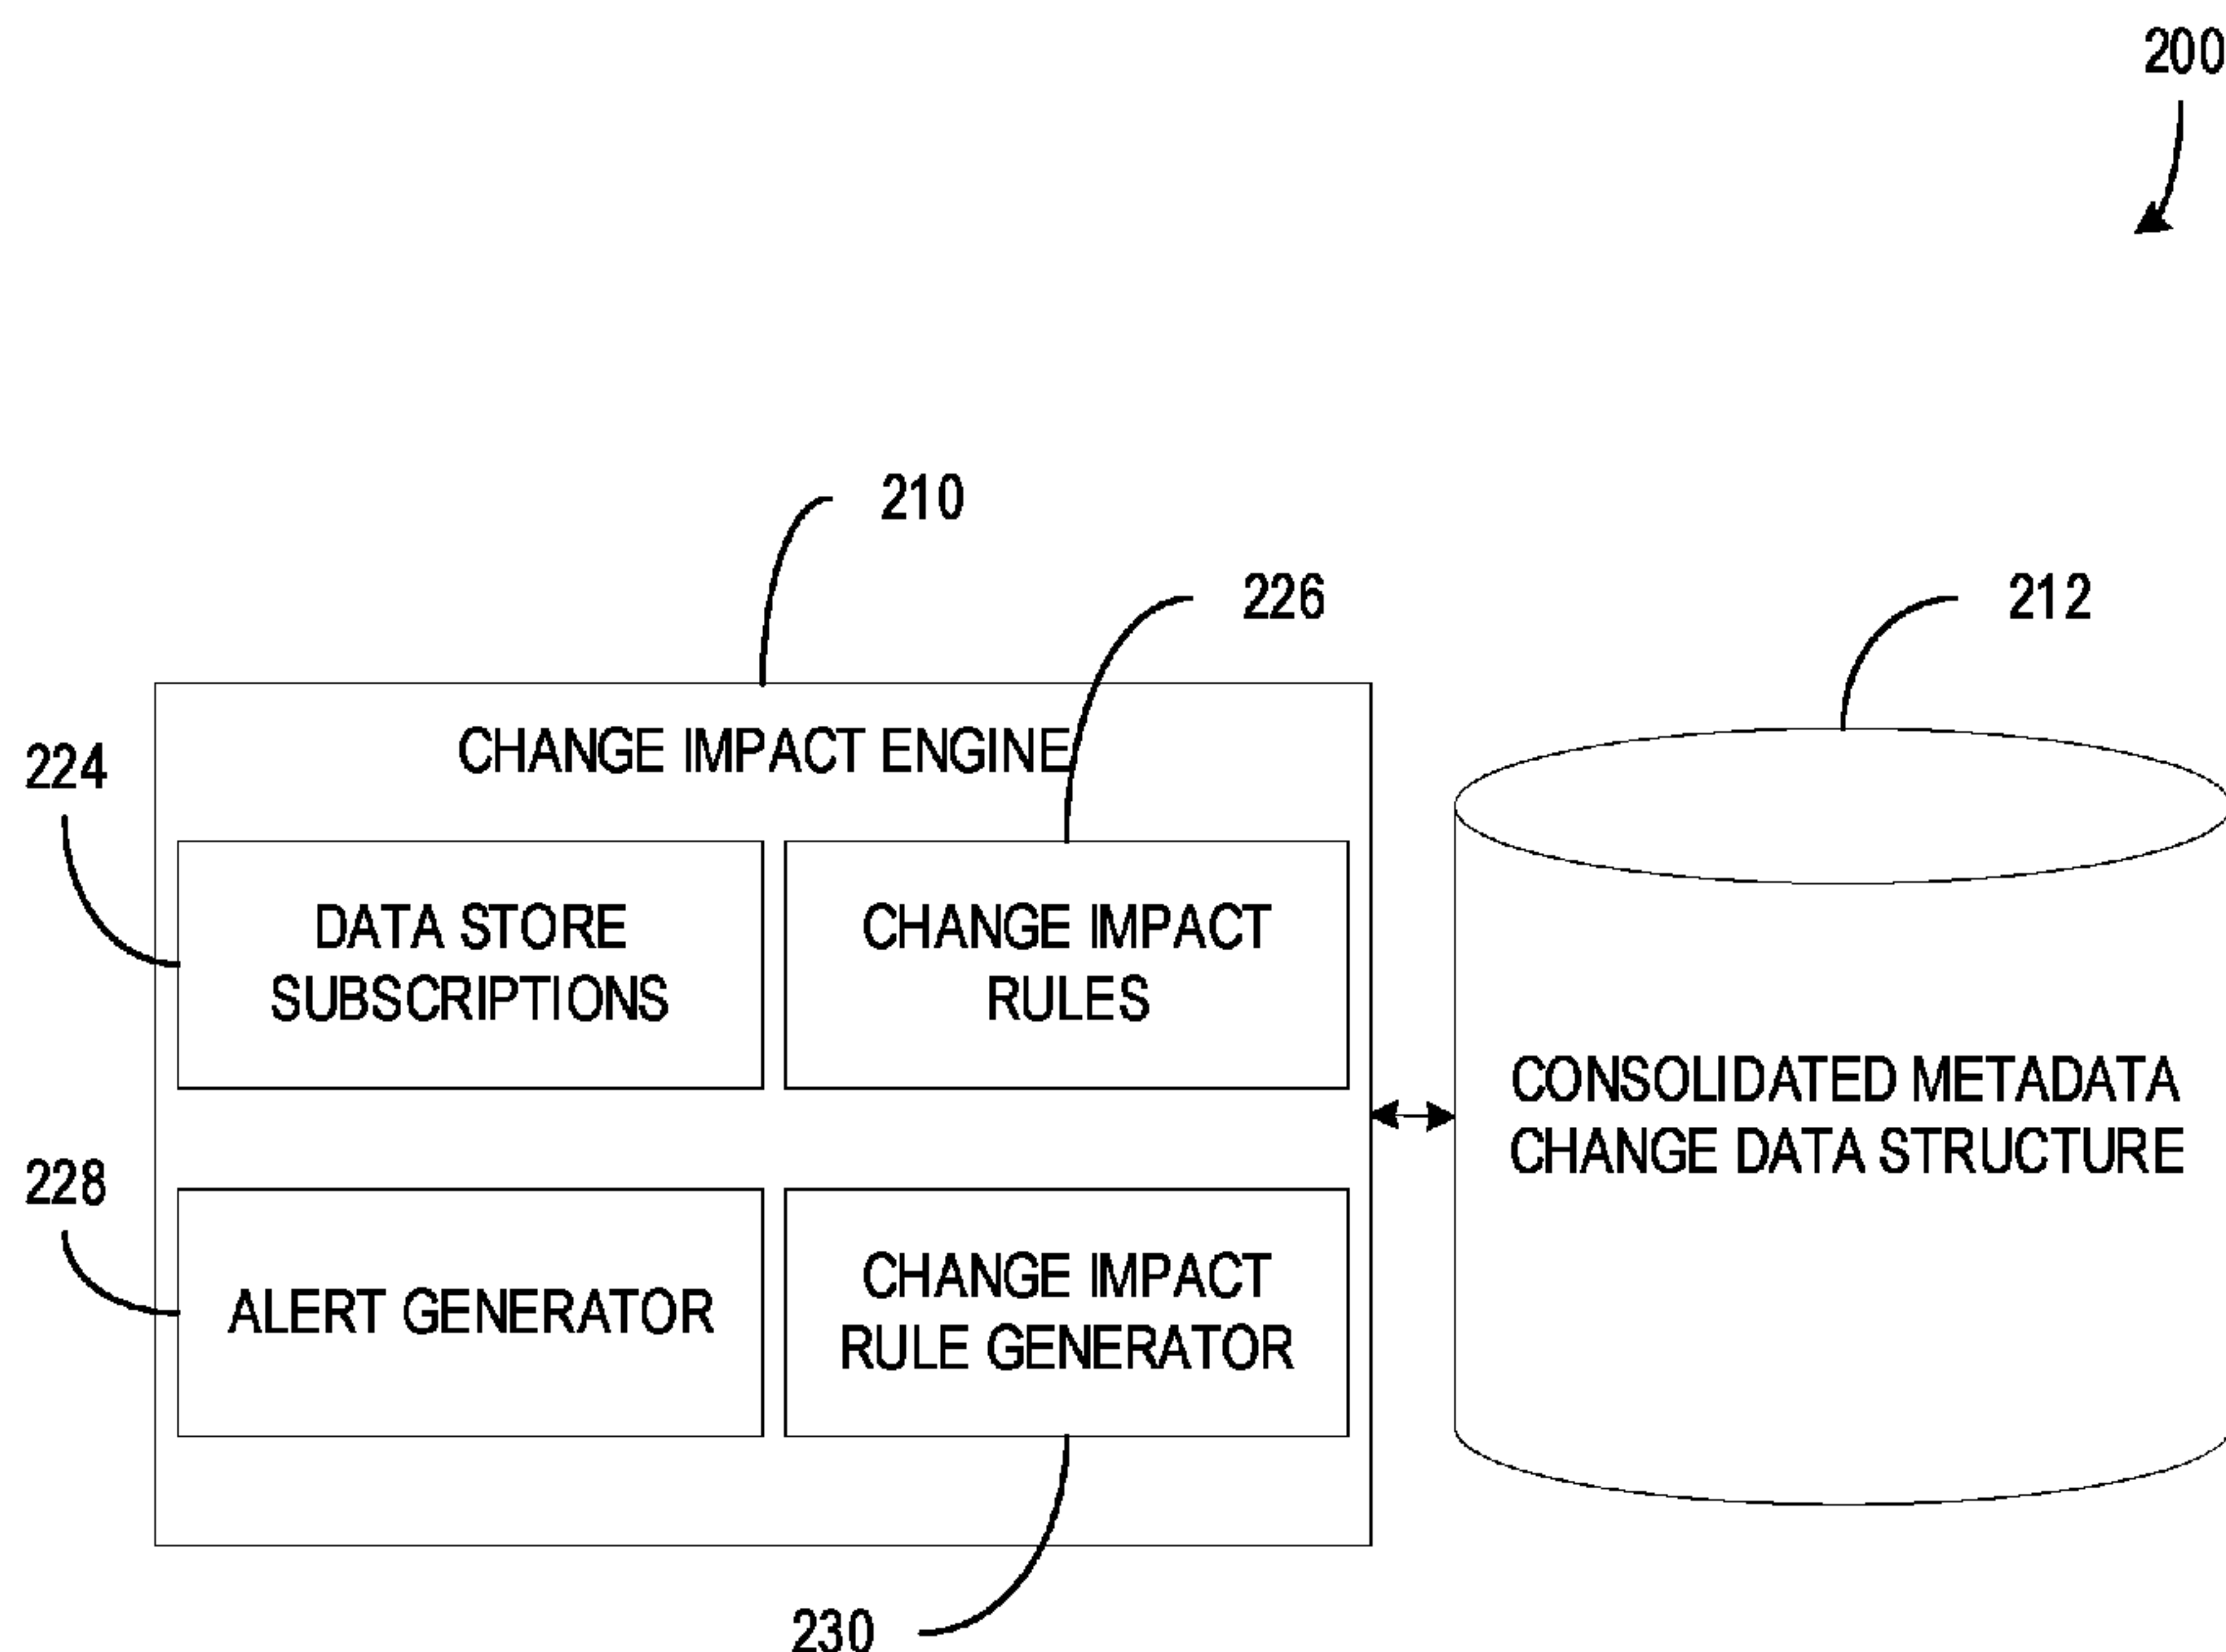 200
210
226
212
CHANGE IMPACT ENGINE
224
DATA STORE
SUBSCRIPTIONS
CHANGE IMPACT
RULES
CONSOLIDATED METADATA
CHANGE DATA STRUCTURE
228
ALERT GENERATOR
CHANGE IMPACT
RULE GENERATOR
230